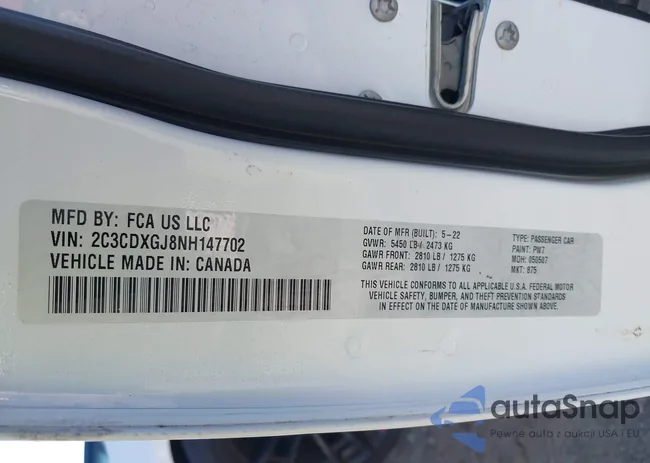 MFD BY: FCA US LLC
VIN: 2C3CDXGJ8NH147702
VEHICLE MADE IN: CANADA
DATE OF MFR (BUILT): 5-22
GVWR: 5450 LB / 2473 KG
GAWR FRONT: 2810 LB / 1275 KG
GAWR REAR: 2810 LB / 1275 KG
TYPE: PASSENGER CAR
PAINT: PW7
MDH: 050507
MKT: 875
THIS VEHICLE CONFORMS TO ALL APPLICABLE U.S.A. FEDERAL MOTOR
VEHICLE SAFETY, BUMPER, AND THEFT PREVENTION STANDARDS
IN EFFECT ON THE DATE OF MANUFACTURE SHOWN ABOVE.
autaSnap
Pewne auta z aukcji USA i EU